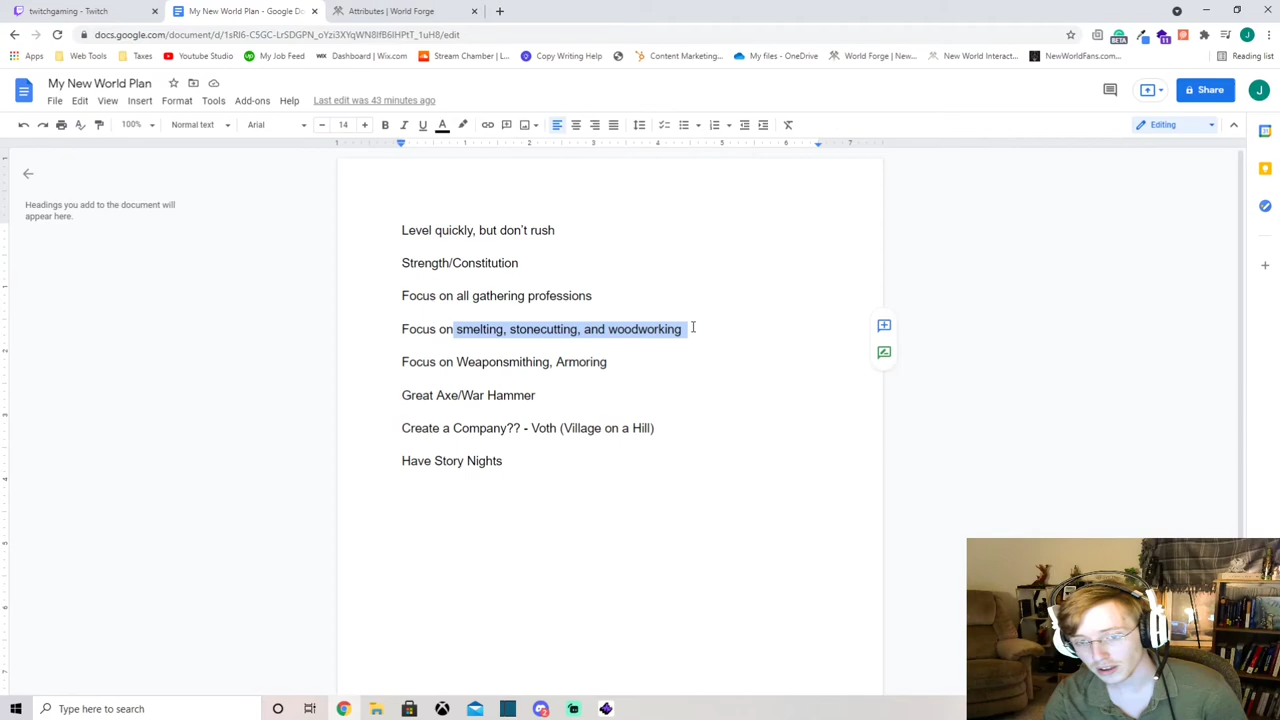 twitchgaming - Twitch
My New World Plan - Google Do
Attributes | World Forge
docs.google.com/document/d/1sRl6-C5GC-LrSDGPN_oYzi3XYqWN8IfB6lHPtT_1uH8/edit
Apps
Web Tools
Taxes
Youtube Studio
My Job Feed
Dashboard | Wix.com
Stream Chamber | L...
Copy Writing Help
Content Marketing...
My files - OneDrive
World Forge | New...
New World Interact...
NewWorldFans.com...
Reading list
My New World Plan
File Edit View Insert Format Tools Add-ons Help Last edit was 43 minutes ago
Share
J
100% Normal text Arial 14 B I U A Editing
Headings you add to the document will
appear here.
Level quickly, but don't rush
Strength/Constitution
Focus on all gathering professions
Focus on smelting, stonecutting, and woodworking
Focus on Weaponsmithing, Armoring
Great Axe/War Hammer
Create a Company?? - Voth (Village on a Hill)
Have Story Nights
Type here to search